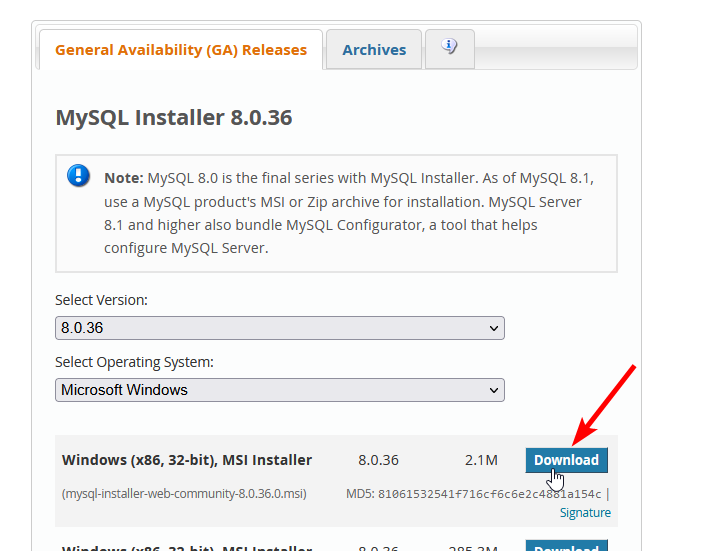 General Availability (GA) Releases
Archives
MySQL Installer 8.0.36
Note: MySQL 8.0 is the final series with MySQL Installer. As of MySQL 8.1,
use a MySQL product's MSI or Zip archive for installation. MySQL Server
8.1 and higher also bundle MySQL Configurator, a tool that helps
configure MySQL Server.
Select Version:
8.0.36
Select Operating System:
Microsoft Windows
Windows (x86, 32-bit), MSI Installer 8.0.36 2.1M Download
(mysql-installer-web-community-8.0.36.0.msi) MD5: 81061532541f716cf6c6e2c4881a154c |
Signature
Windows (x86, 32-bit), MSI Installer 8.0.36 285.3M Download